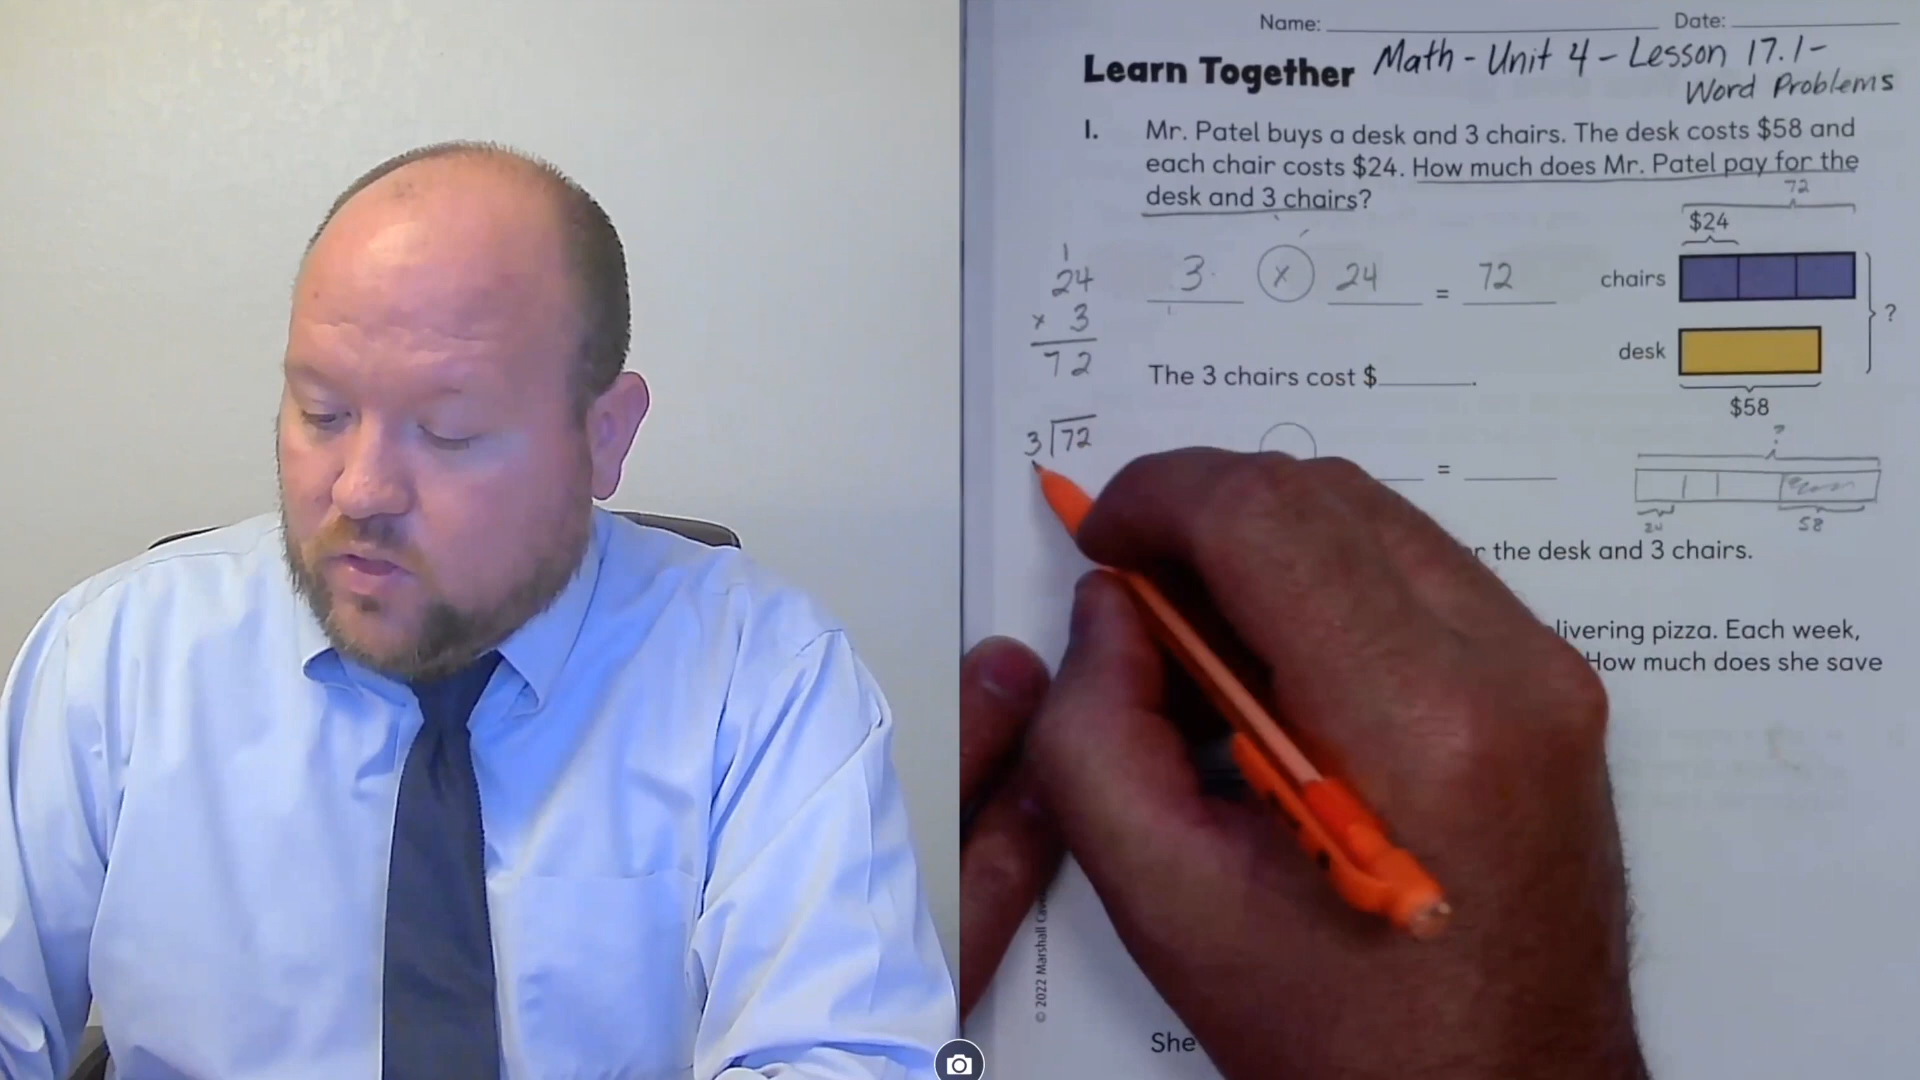 Name: Date:
Learn Together Math - Unit 4 - Lesson 17.1 -
Word Problems
1. Mr. Patel buys a desk and 3 chairs. The desk costs $58 and
each chair costs $24. How much does Mr. Patel pay for the
desk and 3 chairs?
72
$24
1
24
x 3
72
3 x 24 = 72
chairs
?
desk
$58
The 3 chairs cost $ .
3 72
=
?
24
58
the desk and 3 chairs.
pizza. Each week,
How much does she save
She
© 2022 Marshall